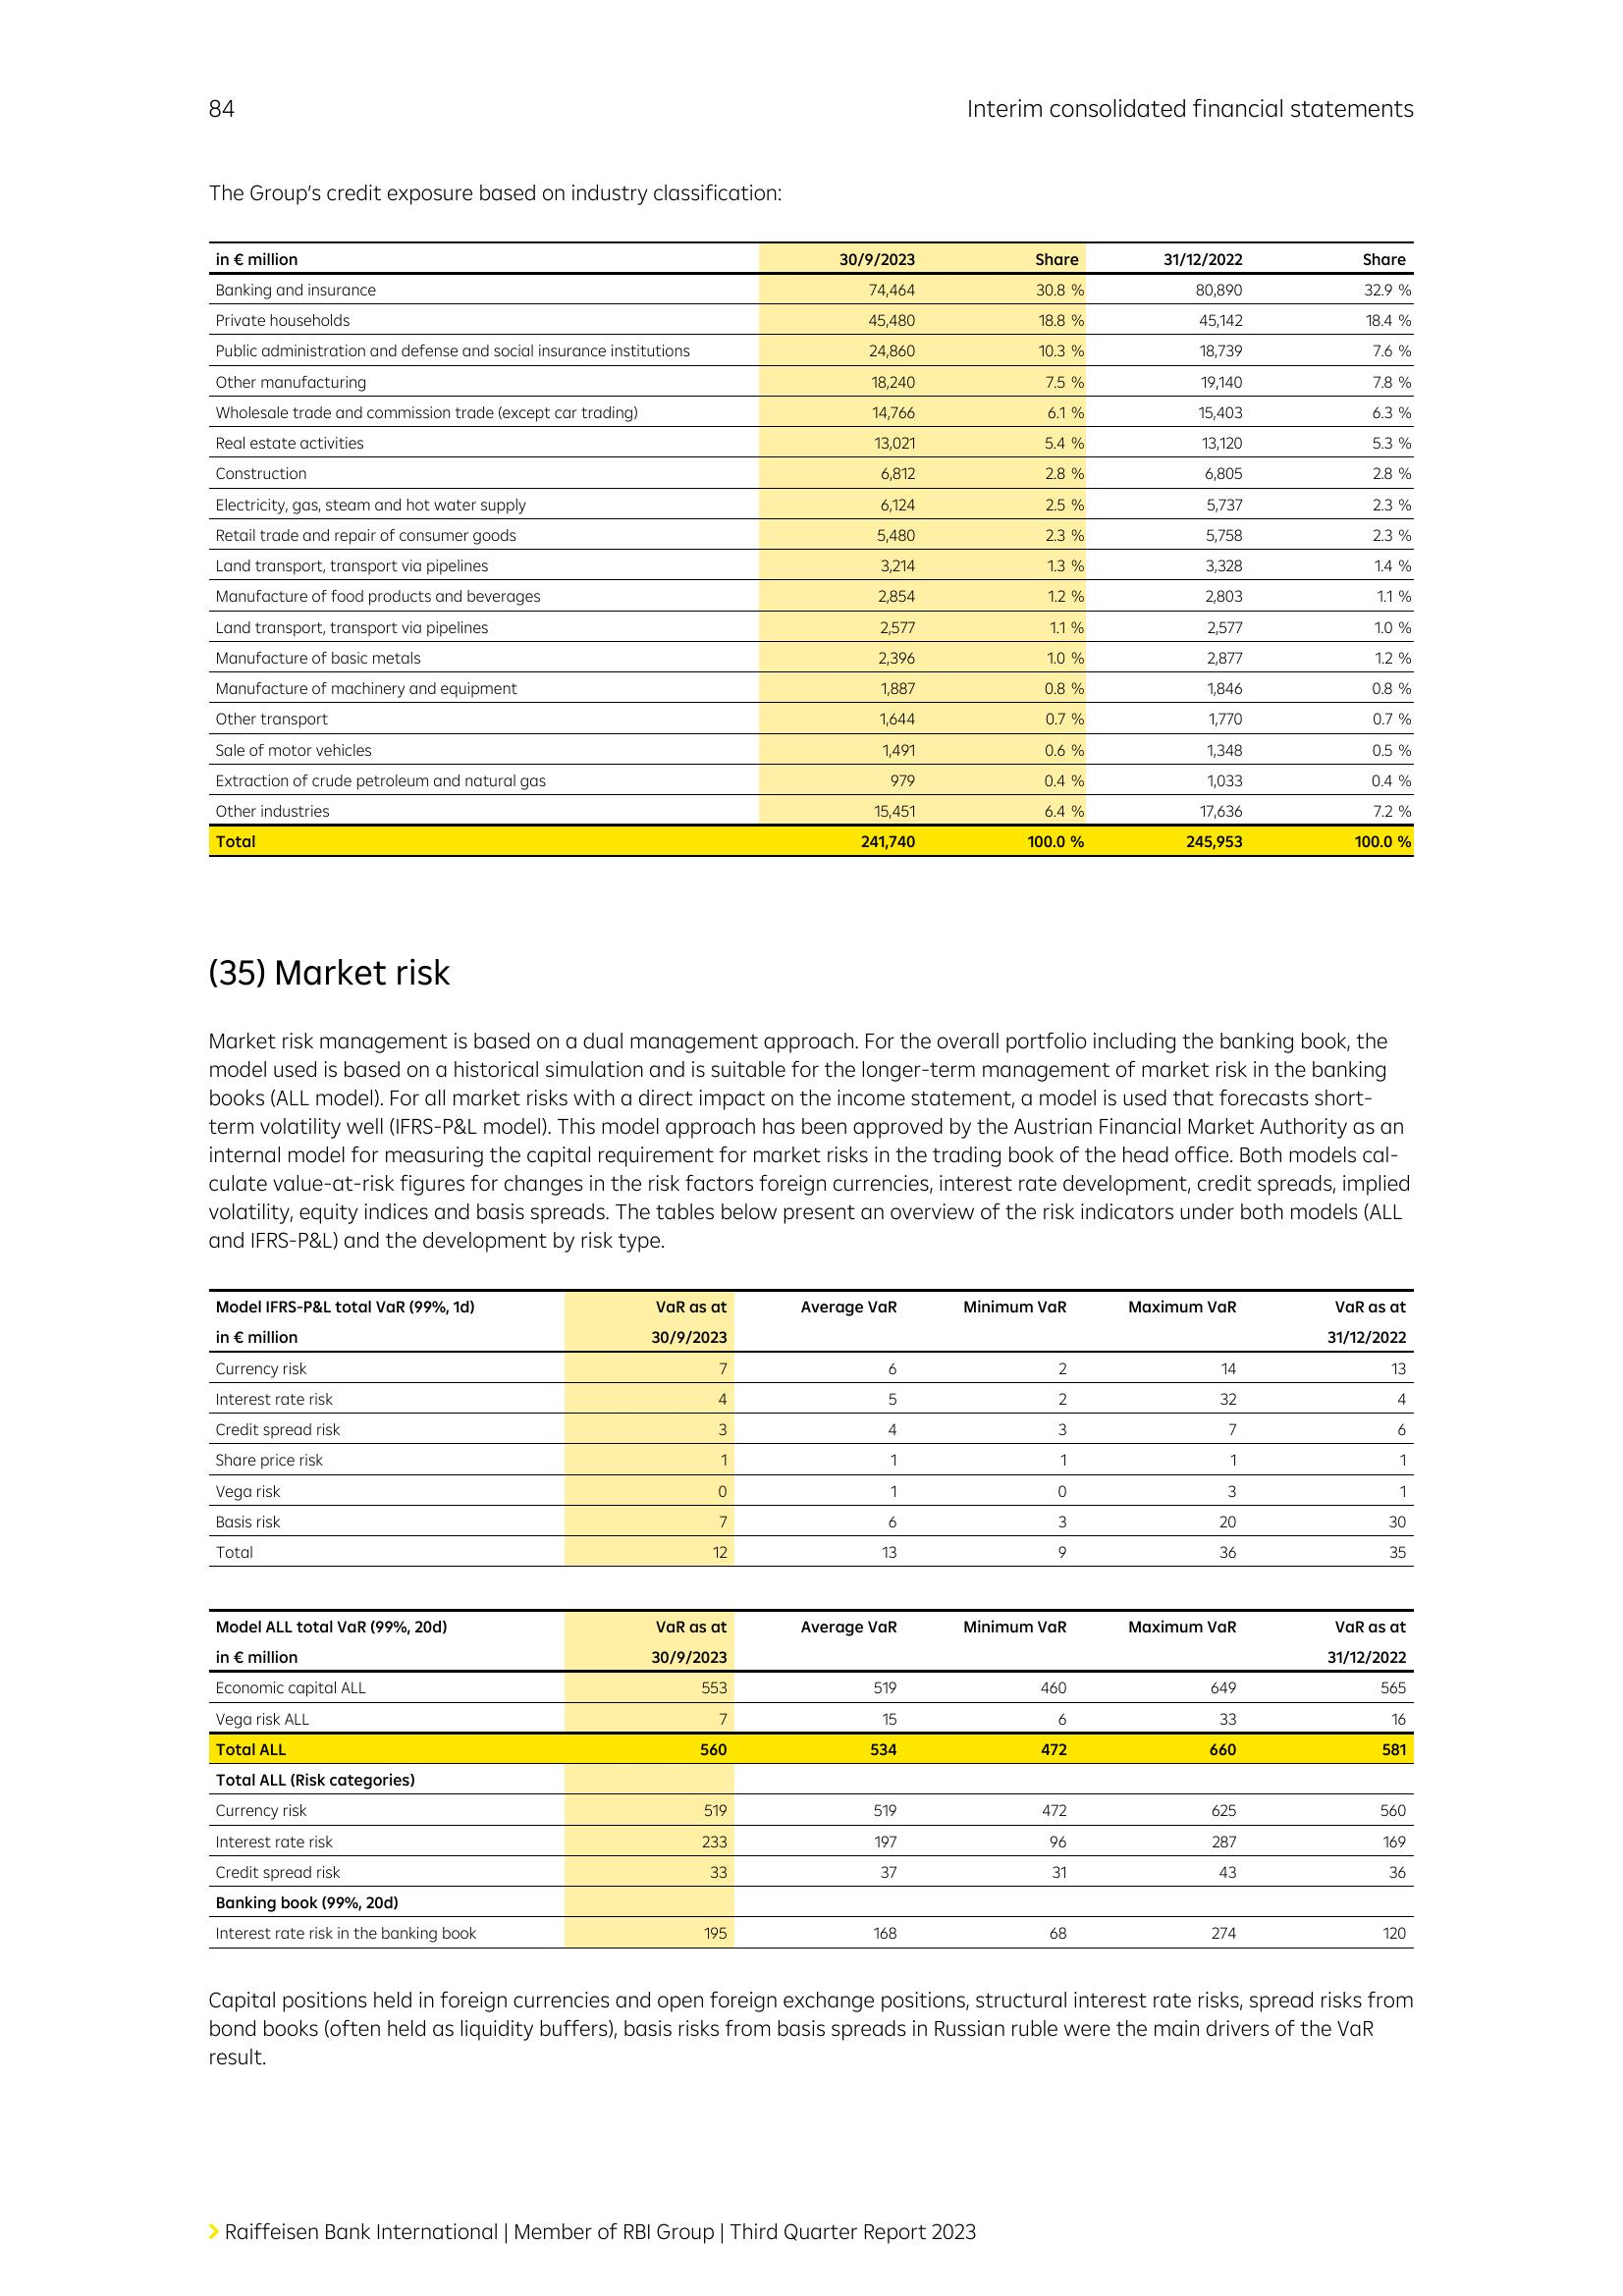 84
Interim consolidated financial statements
The Group's credit exposure based on industry classification:
in € million 30/9/2023 Share 31/12/2022 Share
Banking and insurance 74,464 30.8 % 80,890 32.9 %
Private households 45,480 18.8 % 45,142 18.4 %
Public administration and defense and social insurance institutions 24,860 10.3 % 18,739 7.6 %
Other manufacturing 18,240 7.5 % 19,140 7.8 %
Wholesale trade and commission trade (except car trading) 14,766 6.1 % 15,403 6.3 %
Real estate activities 13,021 5.4 % 13,120 5.3 %
Construction 6,812 2.8 % 6,805 2.8 %
Electricity, gas, steam and hot water supply 6,124 2.5 % 5,737 2.3 %
Retail trade and repair of consumer goods 5,480 2.3 % 5,758 2.3 %
Land transport, transport via pipelines 3,214 1.3 % 3,328 1.4 %
Manufacture of food products and beverages 2,854 1.2 % 2,803 1.1 %
Land transport, transport via pipelines 2,577 1.1 % 2,577 1.0 %
Manufacture of basic metals 2,396 1.0 % 2,877 1.2 %
Manufacture of machinery and equipment 1,887 0.8 % 1,846 0.8 %
Other transport 1,644 0.7 % 1,770 0.7 %
Sale of motor vehicles 1,491 0.6 % 1,348 0.5 %
Extraction of crude petroleum and natural gas 979 0.4 % 1,033 0.4 %
Other industries 15,451 6.4 % 17,636 7.2 %
Total 241,740 100.0 % 245,953 100.0 %
(35) Market risk
Market risk management is based on a dual management approach. For the overall portfolio including the banking book, the
model used is based on a historical simulation and is suitable for the longer-term management of market risk in the banking
books (ALL model). For all market risks with a direct impact on the income statement, a model is used that forecasts short-
term volatility well (IFRS-P&L model). This model approach has been approved by the Austrian Financial Market Authority as an
internal model for measuring the capital requirement for market risks in the trading book of the head office. Both models cal-
culate value-at-risk figures for changes in the risk factors foreign currencies, interest rate development, credit spreads, implied
volatility, equity indices and basis spreads. The tables below present an overview of the risk indicators under both models (ALL
and IFRS-P&L) and the development by risk type.
Model IFRS-P&L total VaR (99%, 1d) VaR as at Average VaR Minimum VaR Maximum VaR VaR as at
in € million 30/9/2023 31/12/2022
Currency risk 7 6 2 14 13
Interest rate risk 4 5 2 32 4
Credit spread risk 3 4 3 7 6
Share price risk 1 1 1 1 1
Vega risk 0 1 0 3 1
Basis risk 7 6 3 20 30
Total 12 13 9 36 35
Model ALL total VaR (99%, 20d) VaR as at Average VaR Minimum VaR Maximum VaR VaR as at
in € million 30/9/2023 31/12/2022
Economic capital ALL 553 519 460 649 565
Vega risk ALL 7 15 6 33 16
Total ALL 560 534 472 660 581
Total ALL (Risk categories)
Currency risk 519 519 472 625 560
Interest rate risk 233 197 96 287 169
Credit spread risk 33 37 31 43 36
Banking book (99%, 20d)
Interest rate risk in the banking book 195 168 68 274 120
Capital positions held in foreign currencies and open foreign exchange positions, structural interest rate risks, spread risks from
bond books (often held as liquidity buffers), basis risks from basis spreads in Russian ruble were the main drivers of the VaR
result.
Raiffeisen Bank International | Member of RBI Group | Third Quarter Report 2023